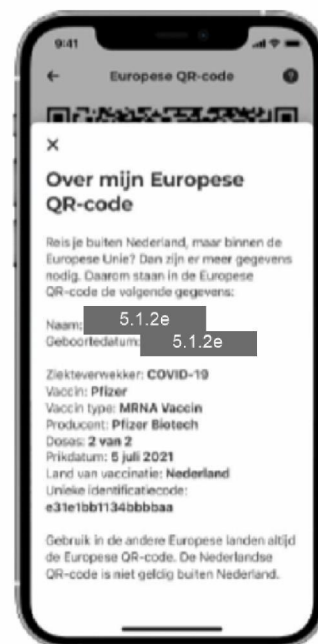 9:41
Europese QR-code
Over mijn Europese
QR-code
Reis je buiten Nederland, maar binnen de
Europese Unie? Dan zijn er meer gegevens
nodig. Daarom staan in de Europese
QR-code de volgende gegevens:
Naam: 5.1.2e
Geboortedatum: 5.1.2e
Ziekteverwekker: COVID-19
Vaccin: Pfizer
Vaccin type: MRNA Vaccin
Producent: Pfizer Biotech
Doses: 2 van 2
Prikdatum: 5 juli 2021
Land van vaccinatie: Nederland
Unieke identificatiecode:
e31e1bb1134bbbbaa
Gebruik in de andere Europese landen altijd
de Europese QR-code. De Nederlandse
QR-code is niet geldig buiten Nederland.